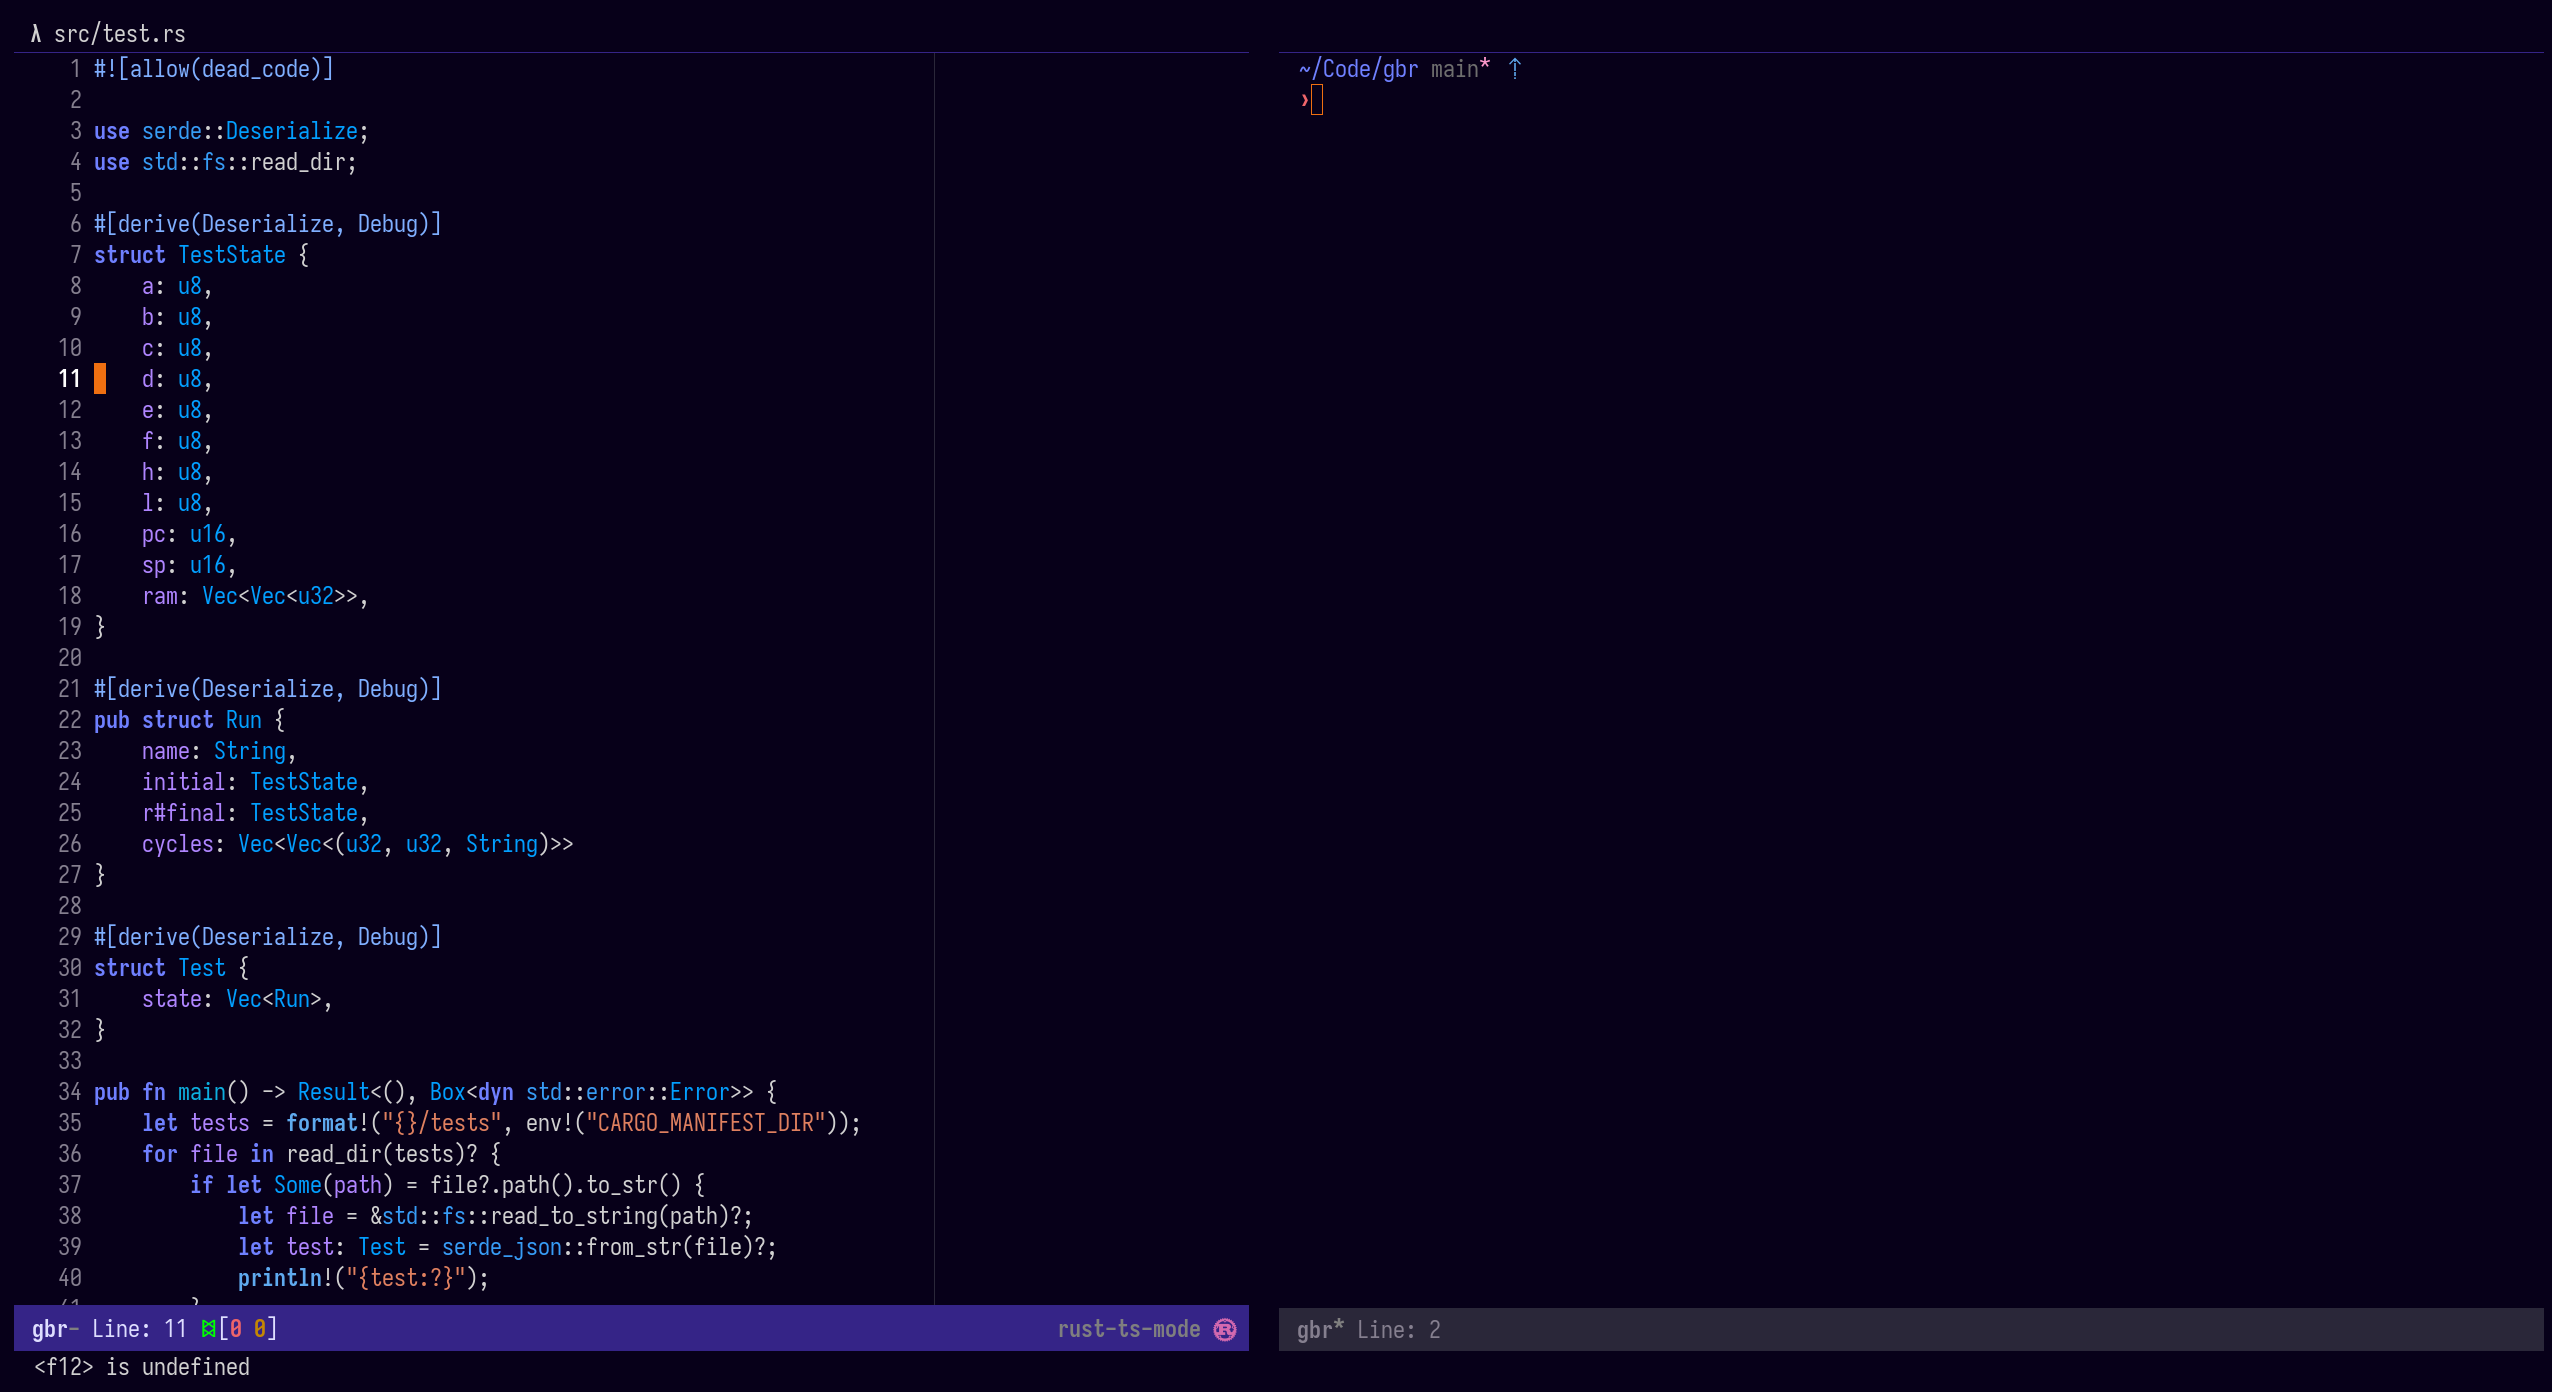 λ src/test.rs
1 #![allow(dead_code)]
2
3 use serde::Deserialize;
4 use std::fs::read_dir;
5
6 #[derive(Deserialize, Debug)]
7 struct TestState {
8     a: u8,
9     b: u8,
10     c: u8,
11     d: u8,
12     e: u8,
13     f: u8,
14     h: u8,
15     l: u8,
16     pc: u16,
17     sp: u16,
18     ram: Vec<Vec<u32>>,
19 }
20
21 #[derive(Deserialize, Debug)]
22 pub struct Run {
23     name: String,
24     initial: TestState,
25     r#final: TestState,
26     cycles: Vec<Vec<(u32, u32, String)>>
27 }
28
29 #[derive(Deserialize, Debug)]
30 struct Test {
31     state: Vec<Run>,
32 }
33
34 pub fn main() -> Result<(), Box<dyn std::error::Error>> {
35     let tests = format!("{}/tests", env!("CARGO_MANIFEST_DIR"));
36     for file in read_dir(tests)? {
37         if let Some(path) = file?.path().to_str() {
38             let file = &std::fs::read_to_string(path)?;
39             let test: Test = serde_json::from_str(file)?;
40             println!("{test:?}");
41         }
gbr- Line: 11 [0 0] rust-ts-mode
<f12> is undefined
~/Code/gbr main* ⇡
❯
gbr* Line: 2